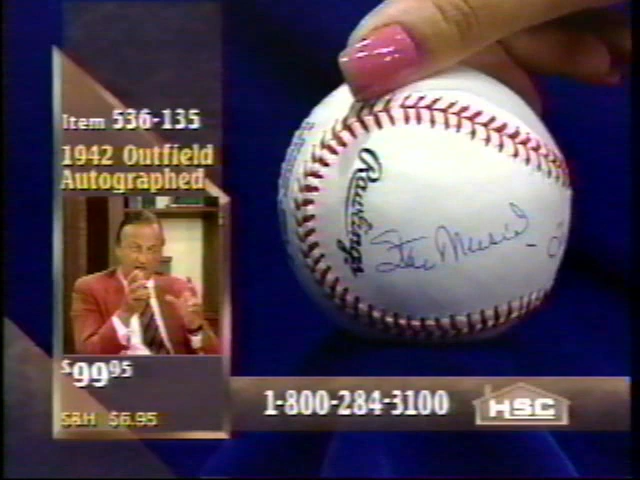 Item 536-135
1942 Outfield
Autographed
$99.95
S&H $6.95
1-800-284-3100
HSC
Rawlings
Stan Musial